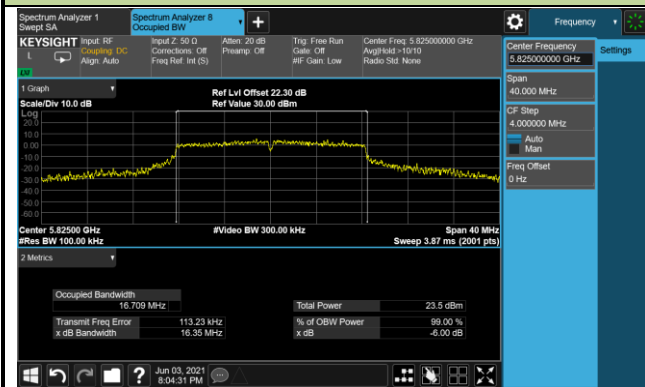 Spectrum Analyzer 1
Swept SA
Spectrum Analyzer 8
Occupied BW
Frequency
KEYSIGHT
L
Input: RF
Coupling: DC
Align: Auto
Input Z: 50 Ω
Corrections: Off
Freq Ref: Int (S)
Atten: 20 dB
Preamp: Off
Trig: Free Run
Gate: Off
#IF Gain: Low
Center Freq: 5.825000000 GHz
Avg|Hold:>10/10
Radio Std: None
Center Frequency
5.825000000 GHz
Settings
Span
40.000 MHz
CF Step
4.000000 MHz
Auto
Man
Freq Offset
0 Hz
1 Graph
Scale/Div 10.0 dB
Ref Lvl Offset 22.30 dB
Ref Value 30.00 dBm
Log
20.0
10.0
0.00
-10.0
-20.0
-30.0
-40.0
-50.0
-60.0
Center 5.82500 GHz
#Res BW 100.00 kHz
#Video BW 300.00 kHz
Span 40 MHz
Sweep 3.87 ms (2001 pts)
2 Metrics
Occupied Bandwidth
16.709 MHz
Total Power 23.5 dBm
Transmit Freq Error 113.23 kHz
% of OBW Power 99.00 %
x dB Bandwidth 16.35 MHz
x dB -6.00 dB
Jun 03, 2021
8:04:31 PM